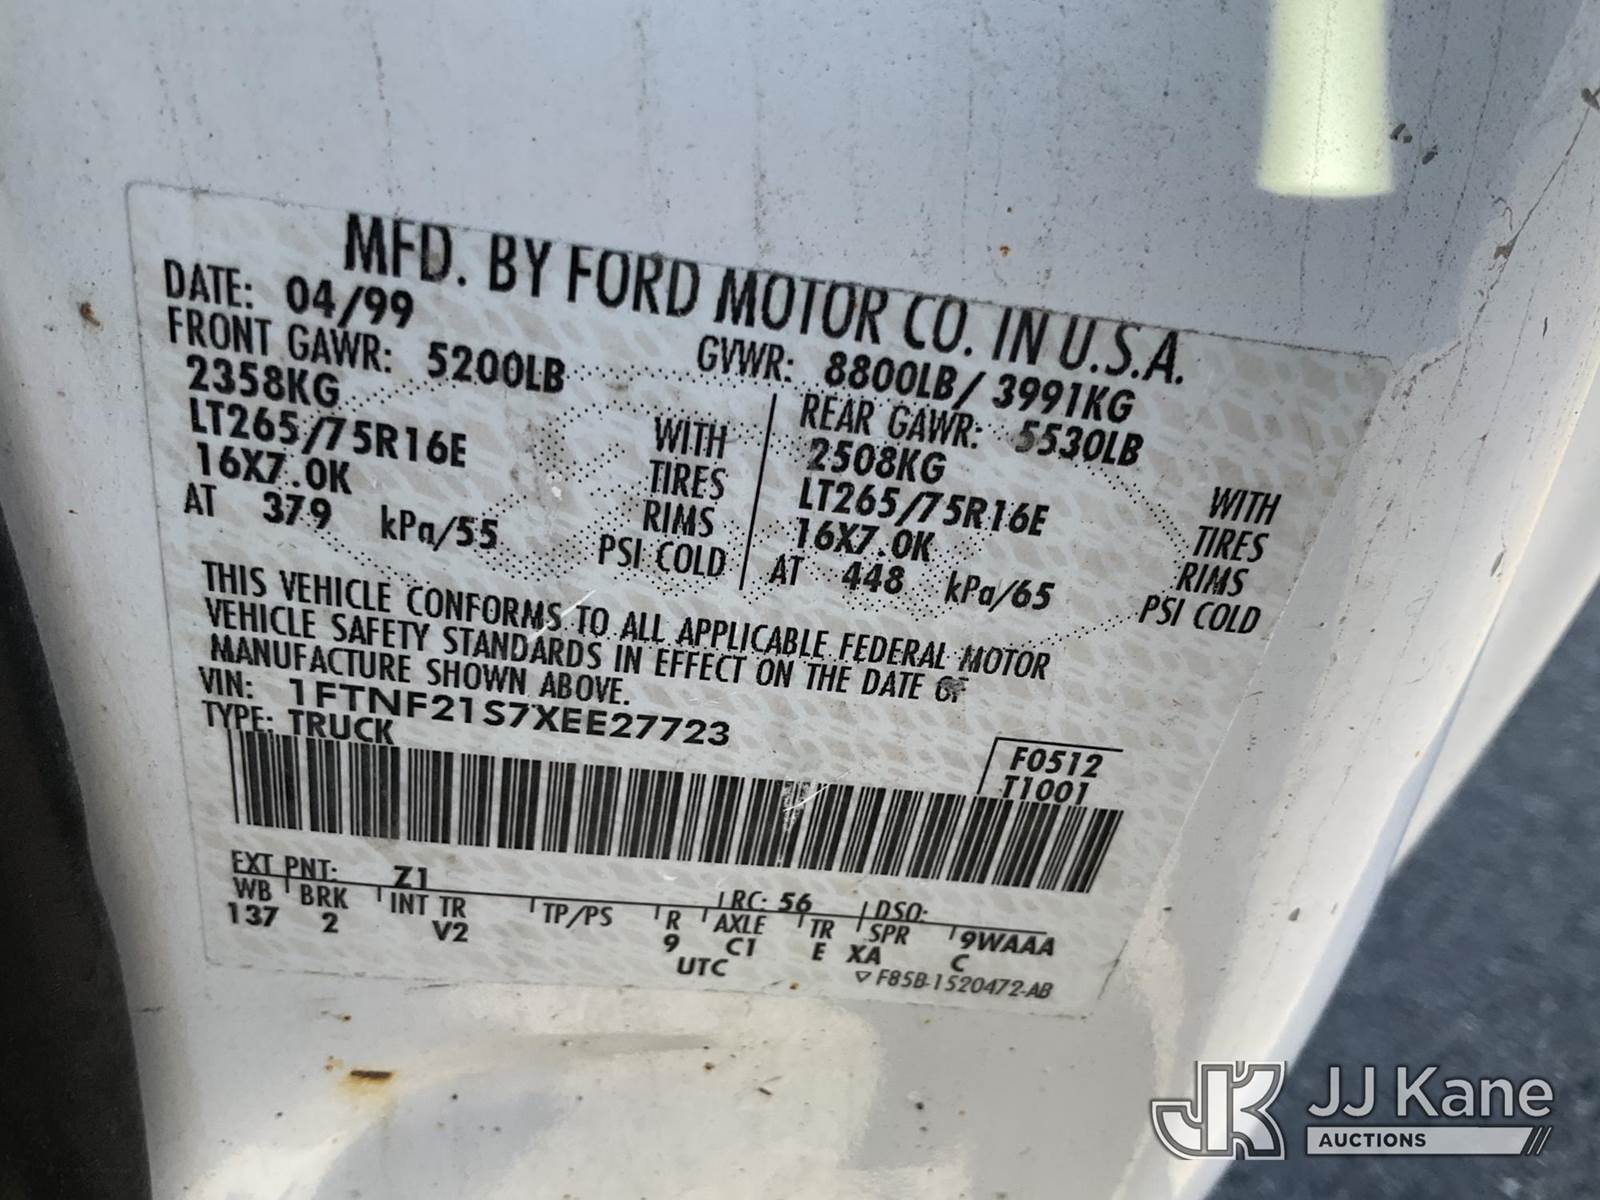 MFD. BY FORD MOTOR CO. IN U.S.A.
DATE: 04/99 GVWR: 8800LB/ 3991KG
FRONT GAWR: 5200LB REAR GAWR: 5530LB
2358KG WITH 2508KG WITH
LT265/75R16E TIRES LT265/75R16E TIRES
16X7.0K RIMS 16X7.0K RIMS
AT 379 kPa/55 PSI COLD AT 448 kPa/65 PSI COLD
THIS VEHICLE CONFORMS TO ALL APPLICABLE FEDERAL MOTOR
VEHICLE SAFETY STANDARDS IN EFFECT ON THE DATE OF
MANUFACTURE SHOWN ABOVE.
VIN: 1FTNF21S7XEE27723
TYPE: TRUCK
F0512
T1001
EXT PNT: Z1 RC: 56 DSO:
WB BRK INT TR TP/PS R AXLE TR SPR 9WAAA
137 2 V2 9 C1 E XA C
UTC
▽ F85B-1520472-AB
JK JJ Kane
AUCTIONS